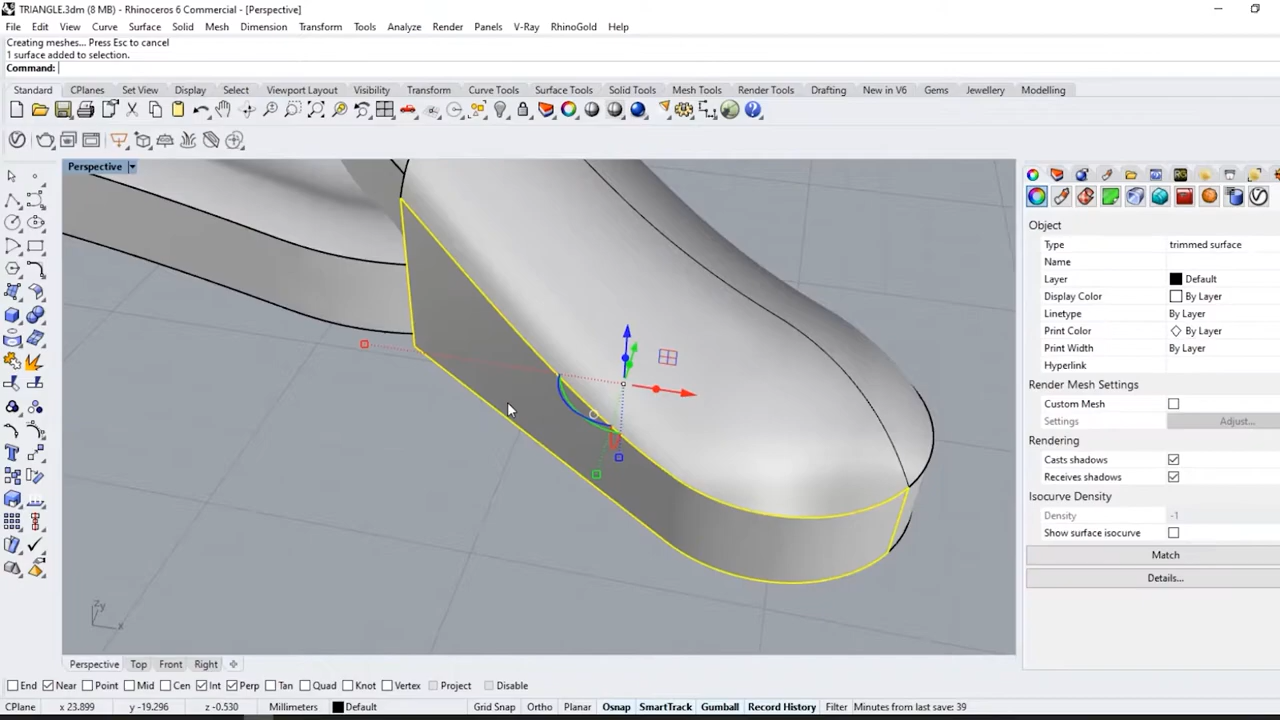 TRIANGLE.3dm (8 MB) - Rhinoceros 6 Commercial - [Perspective]
File Edit View Curve Surface Solid Mesh Dimension Transform Tools Analyze Render Panels V-Ray RhinoGold Help
Creating meshes... Press Esc to cancel
1 surface added to selection.
Command:
Standard CPlanes Set View Display Select Viewport Layout Visibility Transform Curve Tools Surface Tools Solid Tools Mesh Tools Render Tools Drafting New in V6 Gems Jewellery Modelling
Perspective
Object
Type trimmed surface
Name
Layer Default
Display Color By Layer
Linetype By Layer
Print Color By Layer
Print Width By Layer
Hyperlink
Render Mesh Settings
Custom Mesh
Settings Adjust...
Rendering
Casts shadows
Receives shadows
Isocurve Density
Density -1
Show surface isocurve
Match
Details...
z y
x
Perspective Top Front Right
End Near Point Mid Cen Int Perp Tan Quad Knot Vertex Project Disable
CPlane x 23.899 y -19.296 z -0.530 Millimeters Default Grid Snap Ortho Planar Osnap SmartTrack Gumball Record History Filter Minutes from last save: 39